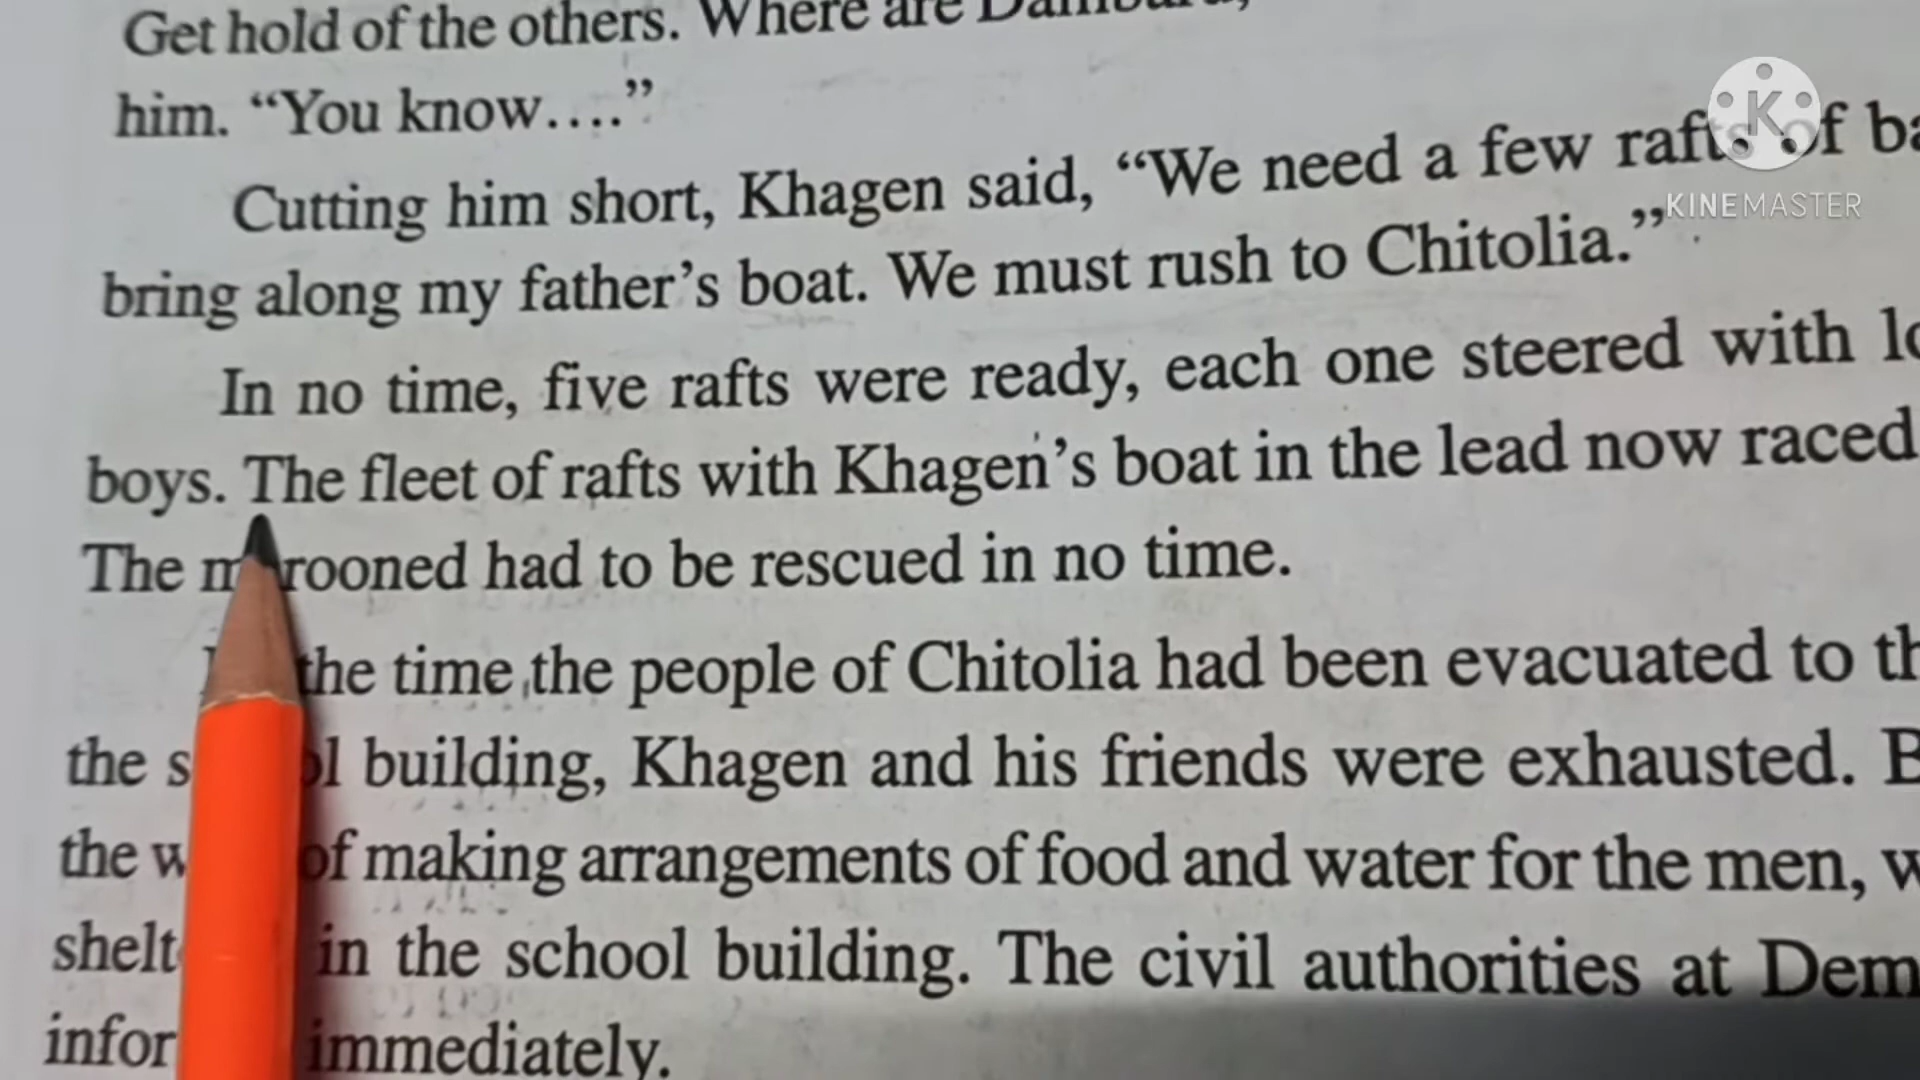 Get hold of the others. Where are
him. “You know....”
Cutting him short, Khagen said, “We need a few rafts of
bring along my father’s boat. We must rush to Chitolia.”
In no time, five rafts were ready, each one steered with
boys. The fleet of rafts with Khagen’s boat in the lead now raced
The marooned had to be rescued in no time.
the time the people of Chitolia had been evacuated to
the school building, Khagen and his friends were exhausted.
the of making arrangements of food and water for the men,
in the school building. The civil authorities at
immediately.
K
KINEMASTER